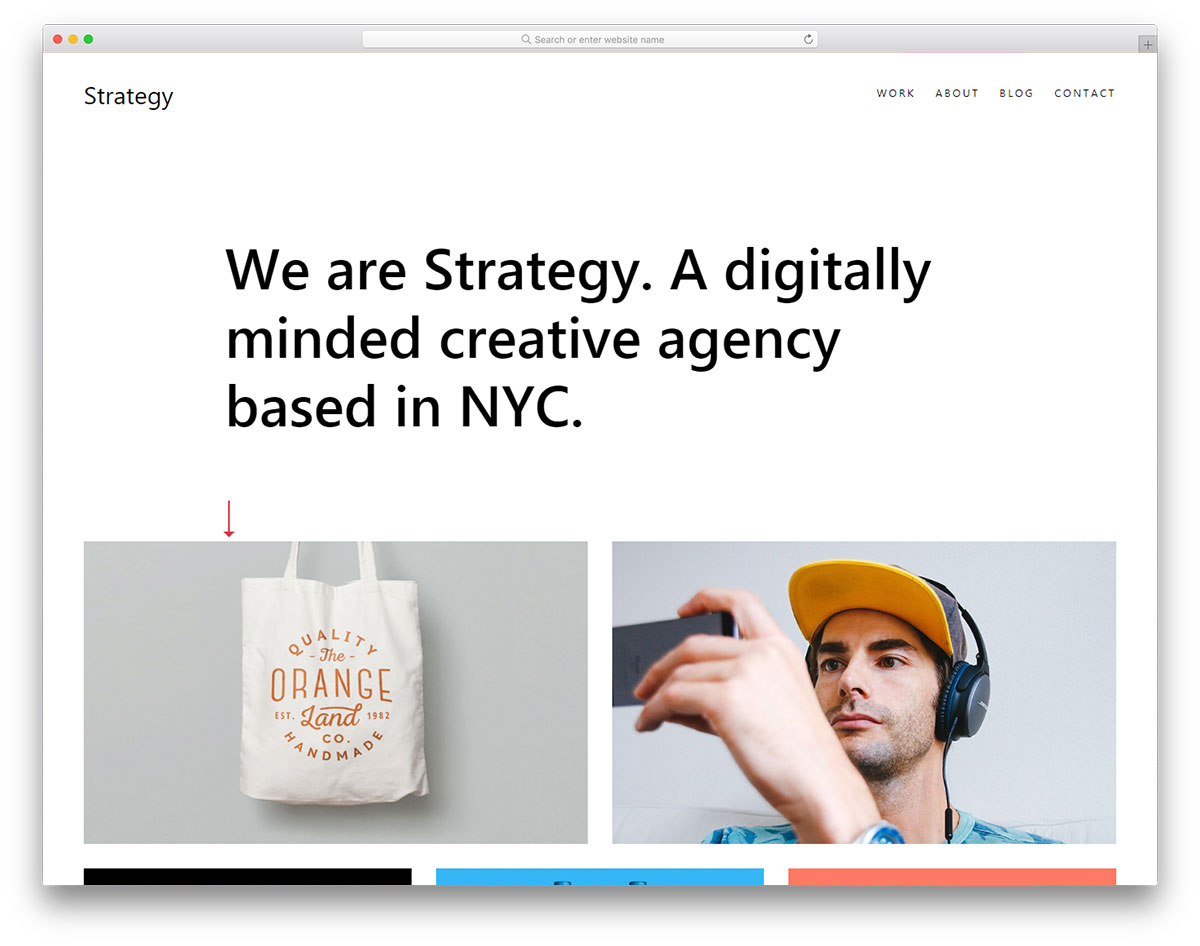 Search or enter website name
Strategy
WORK ABOUT BLOG CONTACT
We are Strategy. A digitally
minded creative agency
based in NYC.
QUALITY
- The -
ORANGE
EST. Land 1982
CO.
HANDMADE